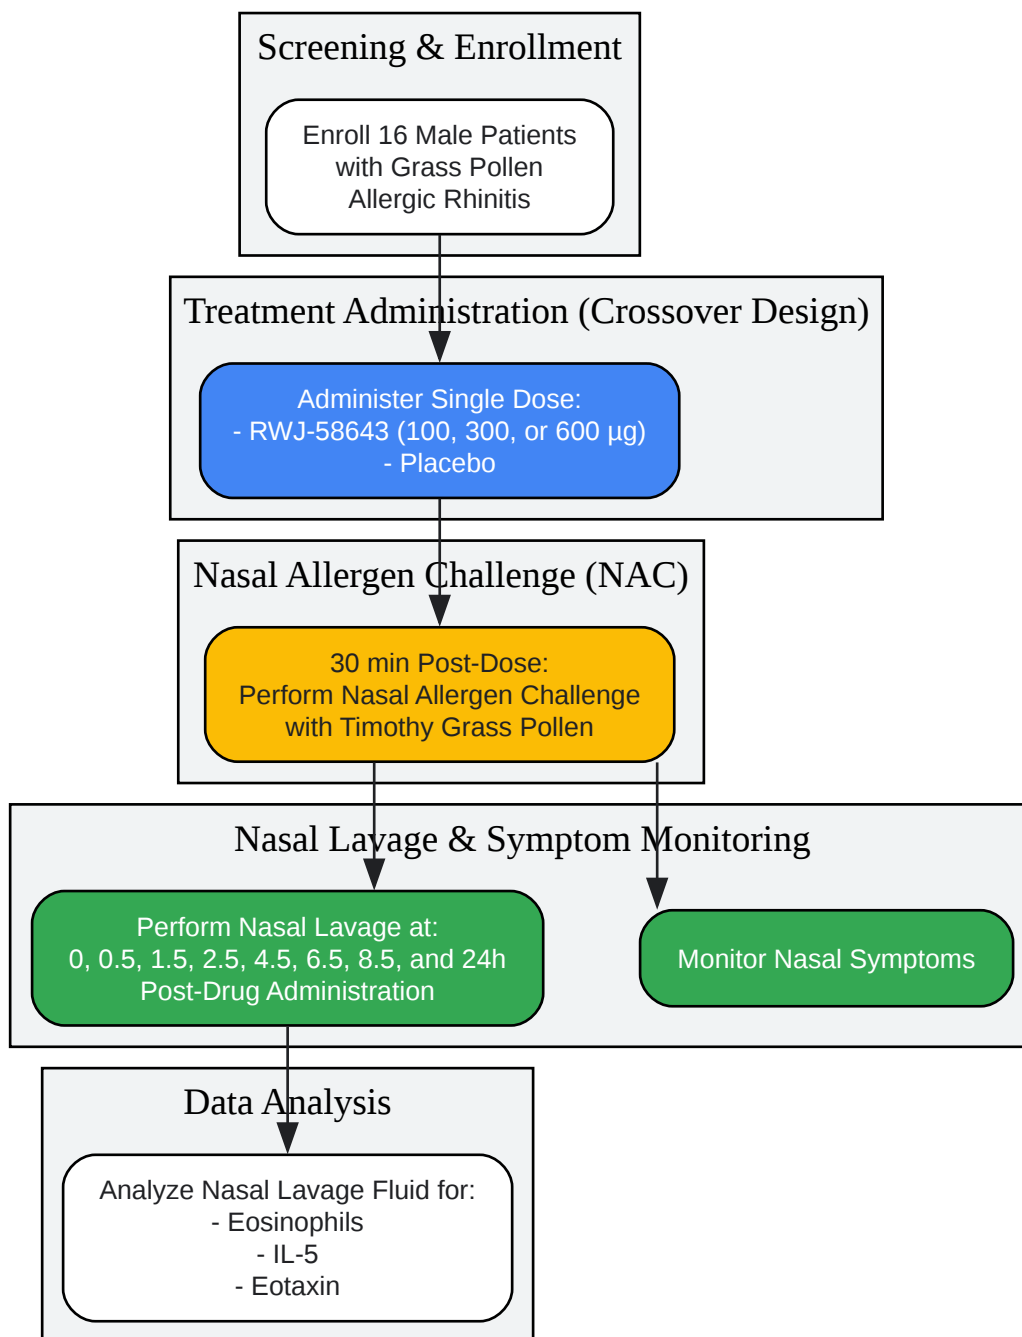 Screening & Enrollment
Enroll 16 Male Patients
with Grass Pollen
Allergic Rhinitis
Treatment Administration (Crossover Design)
Administer Single Dose:
- RWJ-58643 (100, 300, or 600 µg)
- Placebo
Nasal Allergen Challenge (NAC)
30 min Post-Dose:
Perform Nasal Allergen Challenge
with Timothy Grass Pollen
Nasal Lavage & Symptom Monitoring
Perform Nasal Lavage at:
0, 0.5, 1.5, 2.5, 4.5, 6.5, 8.5, and 24h
Post-Drug Administration
Monitor Nasal Symptoms
Data Analysis
Analyze Nasal Lavage Fluid for:
- Eosinophils
- IL-5
- Eotaxin